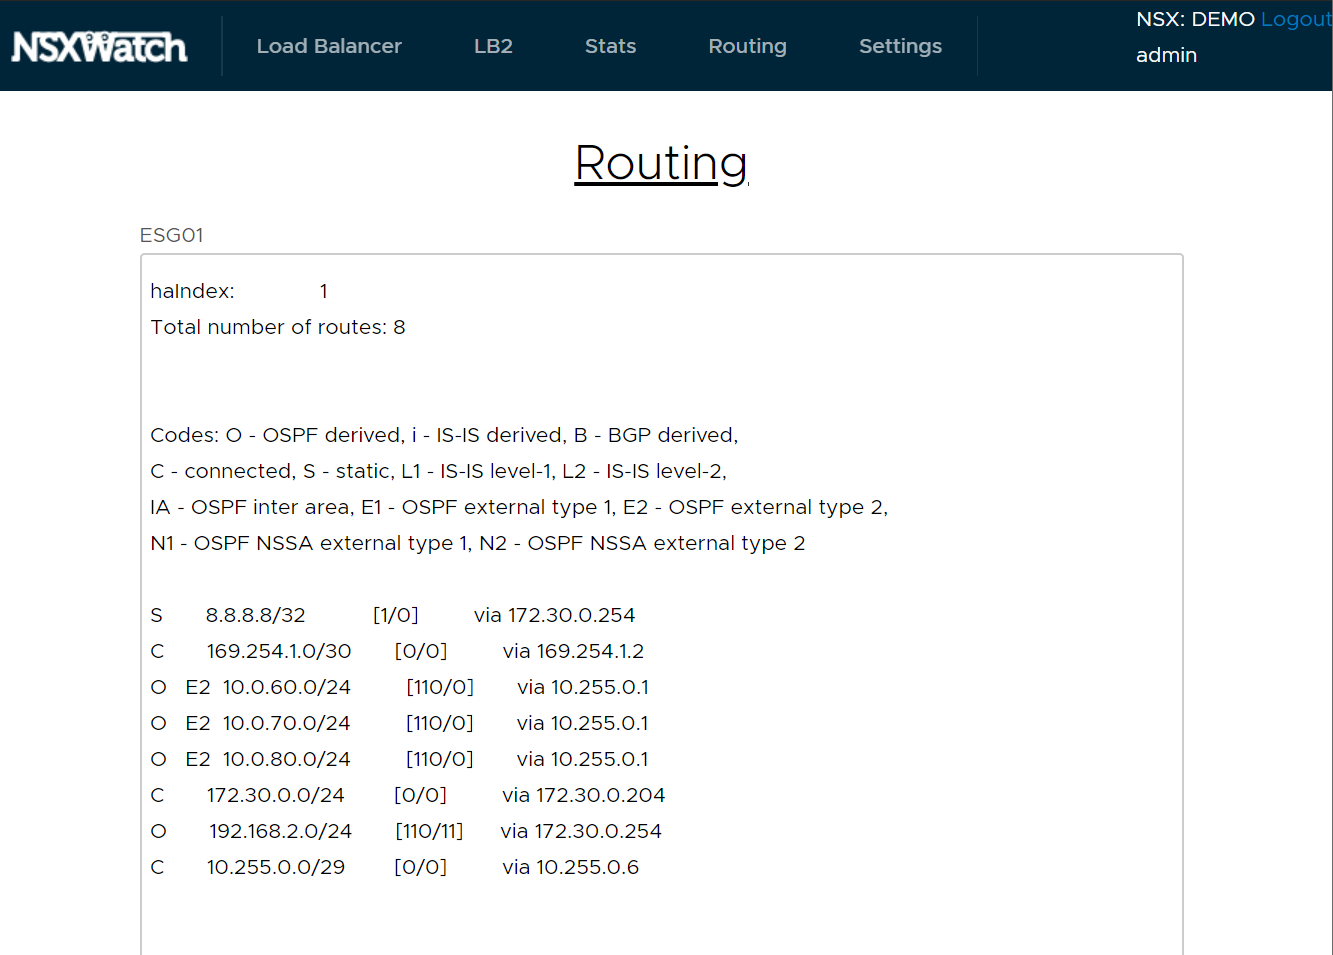 NSXWatch
Load Balancer
LB2
Stats
Routing
Settings
NSX: DEMO Logout
admin
Routing
ESG01
haIndex: 1
Total number of routes: 8
Codes: O - OSPF derived, i - IS-IS derived, B - BGP derived,
C - connected, S - static, L1 - IS-IS level-1, L2 - IS-IS level-2,
IA - OSPF inter area, E1 - OSPF external type 1, E2 - OSPF external type 2,
N1 - OSPF NSSA external type 1, N2 - OSPF NSSA external type 2
S 8.8.8.8/32 [1/0] via 172.30.0.254
C 169.254.1.0/30 [0/0] via 169.254.1.2
O E2 10.0.60.0/24 [110/0] via 10.255.0.1
O E2 10.0.70.0/24 [110/0] via 10.255.0.1
O E2 10.0.80.0/24 [110/0] via 10.255.0.1
C 172.30.0.0/24 [0/0] via 172.30.0.204
O 192.168.2.0/24 [110/11] via 172.30.0.254
C 10.255.0.0/29 [0/0] via 10.255.0.6